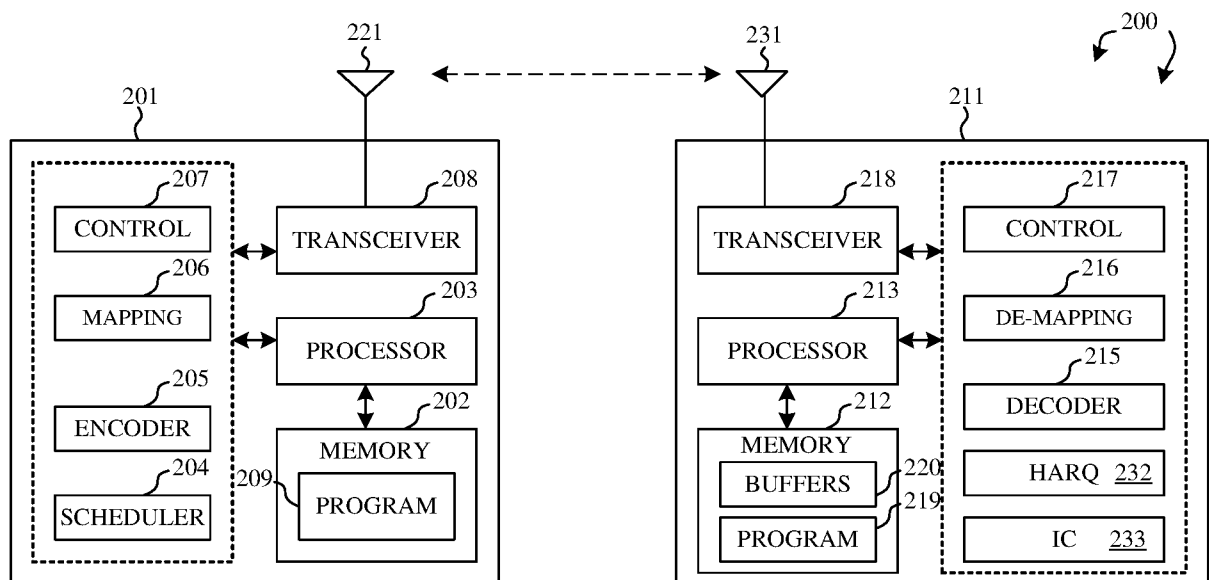 221
231
200
201
211
207
CONTROL
208
TRANSCEIVER
206
MAPPING
203
PROCESSOR
205
ENCODER
202
MEMORY
204
SCHEDULER
209
PROGRAM
218
TRANSCEIVER
217
CONTROL
213
PROCESSOR
216
DE-MAPPING
215
DECODER
212
MEMORY
BUFFERS
220
219
PROGRAM
HARQ 232
IC 233